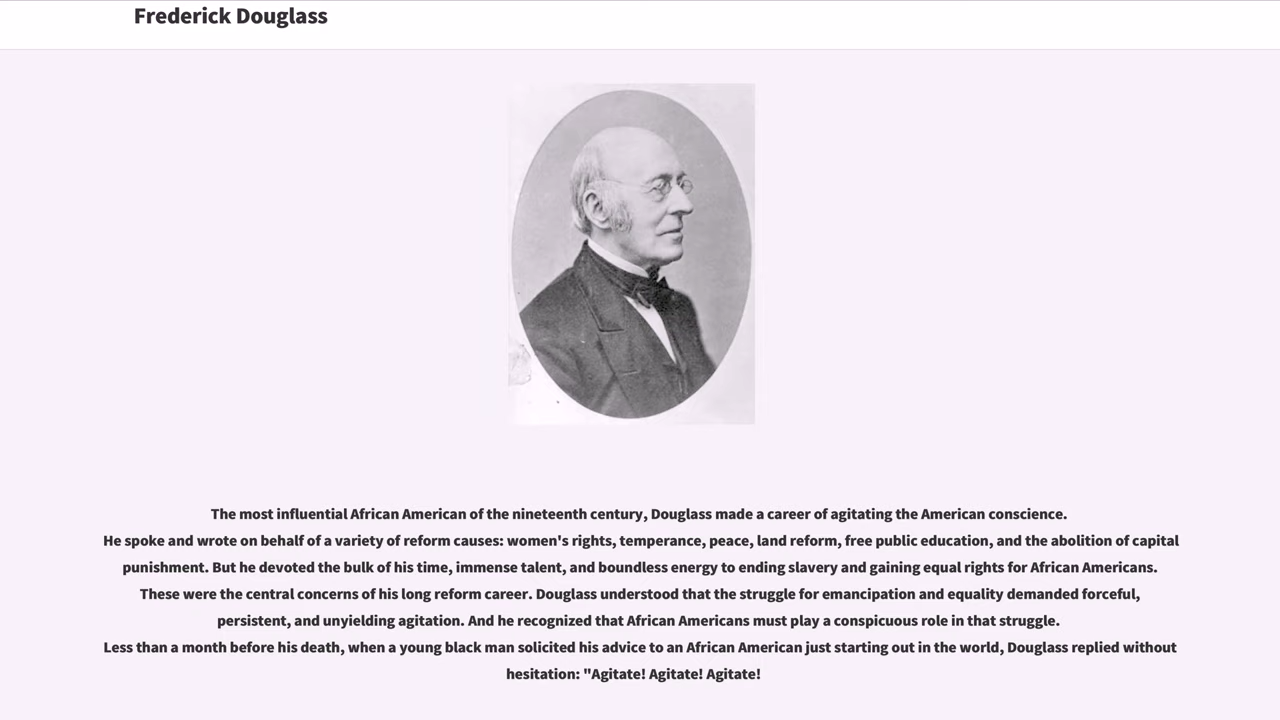 Frederick Douglass
The most influential African American of the nineteenth century, Douglass made a career of agitating the American conscience.
He spoke and wrote on behalf of a variety of reform causes: women's rights, temperance, peace, land reform, free public education, and the abolition of capital
punishment. But he devoted the bulk of his time, immense talent, and boundless energy to ending slavery and gaining equal rights for African Americans.
These were the central concerns of his long reform career. Douglass understood that the struggle for emancipation and equality demanded forceful,
persistent, and unyielding agitation. And he recognized that African Americans must play a conspicuous role in that struggle.
Less than a month before his death, when a young black man solicited his advice to an African American just starting out in the world, Douglass replied without
hesitation: "Agitate! Agitate! Agitate!